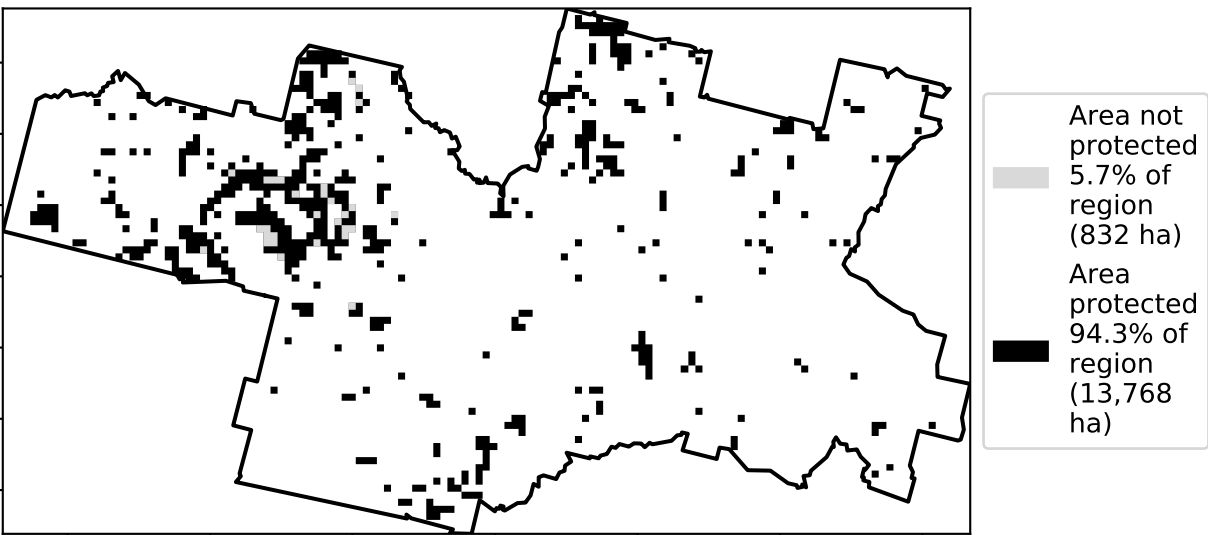 Area not
protected
5.7% of
region
(832 ha)
Area
protected
94.3% of
region
(13,768
ha)